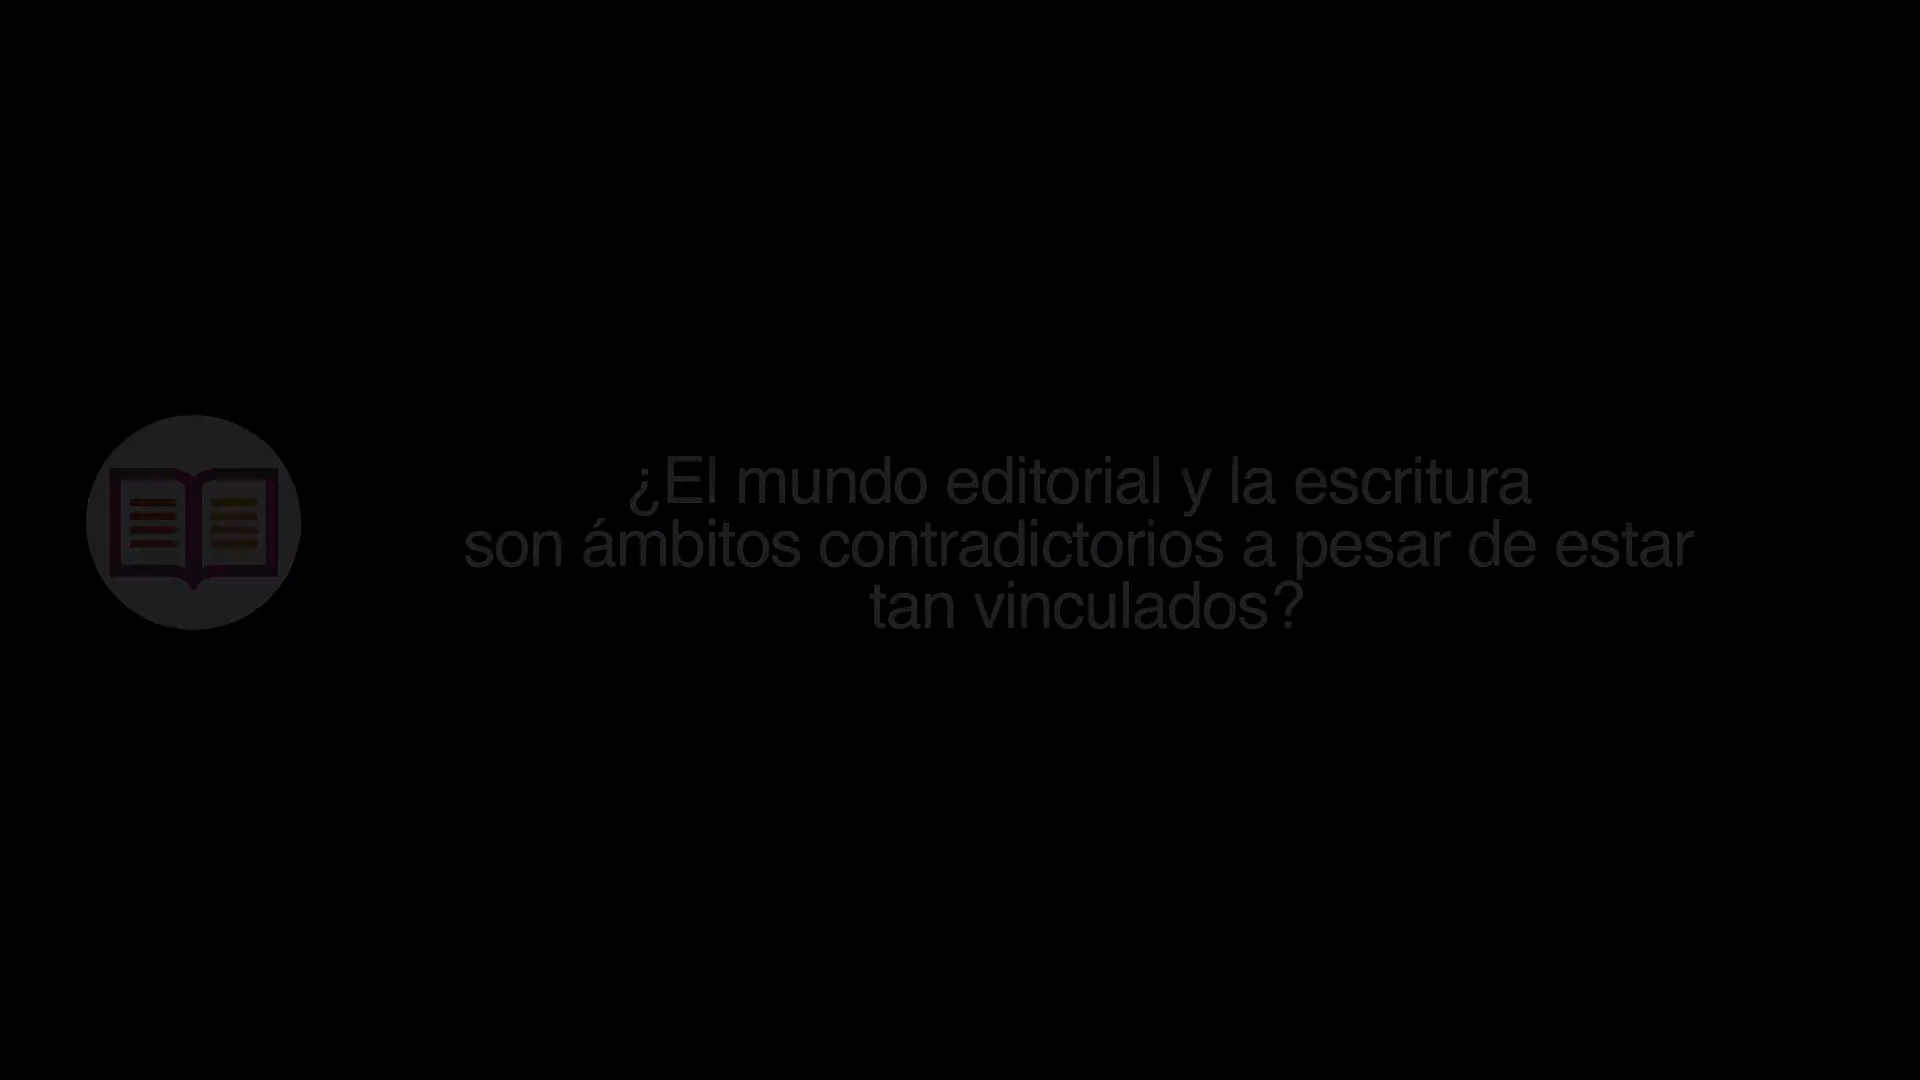 ¿El mundo editorial y la escritura
son ámbitos contradictorios a pesar de estar
tan vinculados?